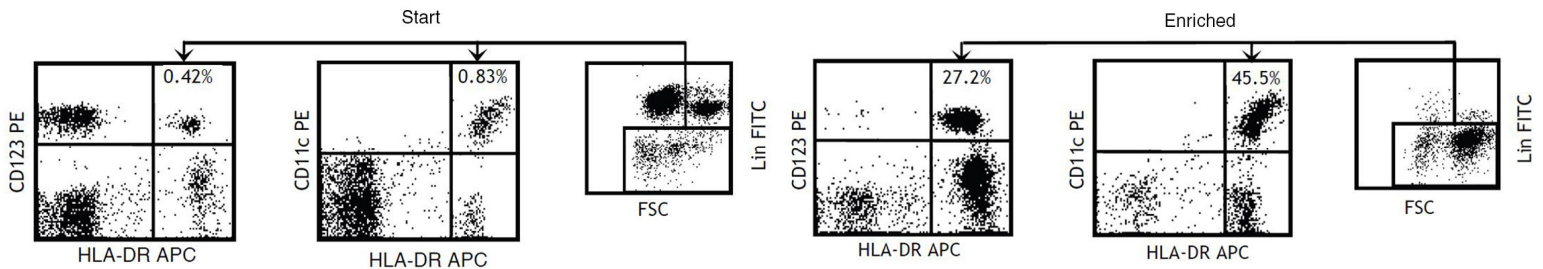 Start
Enriched
0.42%
CD123 PE
HLA-DR APC
0.83%
CD11c PE
HLA-DR APC
Lin FITC
FSC
27.2%
CD123 PE
HLA-DR APC
45.5%
CD11c PE
HLA-DR APC
Lin FITC
FSC